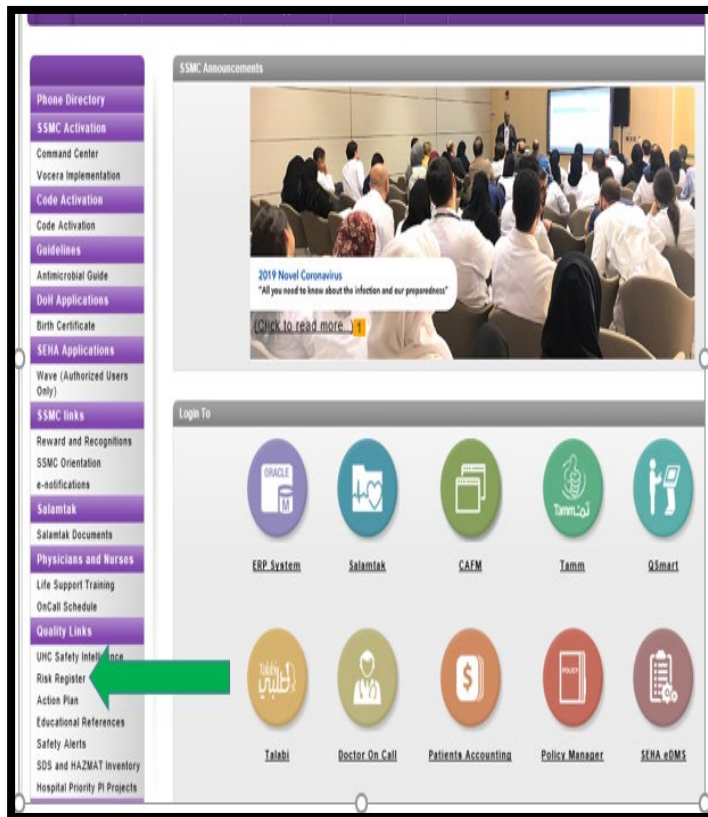 Phone Directory
SSMC Activation
Command Center
Vocera Implementation
Code Activation
Code Activation
Guidelines
Antimicrobial Guide
DoH Applications
Birth Certificate
SEHA Applications
Wave (Authorized Users
Only)
SSMC links
Reward and Recognitions
SSMC Orientation
e-notifications
Salamtak
Salamtak Documents
Physicians and Nurses
Life Support Training
OnCall Schedule
Quality Links
UHC Safety
Risk Register
Action Plan
Educational References
Safety Alerts
SDS and HAZMAT Inventory
Hospital Priority PI Projects
SSMC Announcements
2019 Novel Coronavirus
"All you need to know about the infection and our preparedness"
(Click to read more..) 1
Login To
ORACLE
M
Tamm تمّ
ERP System
Salamtak
CAFM
Tamm
QSmart
Talabi طلبي
$
POLICY
Talabi
Doctor On Call
Patients Accounting
Policy Manager
SEHA eDMS